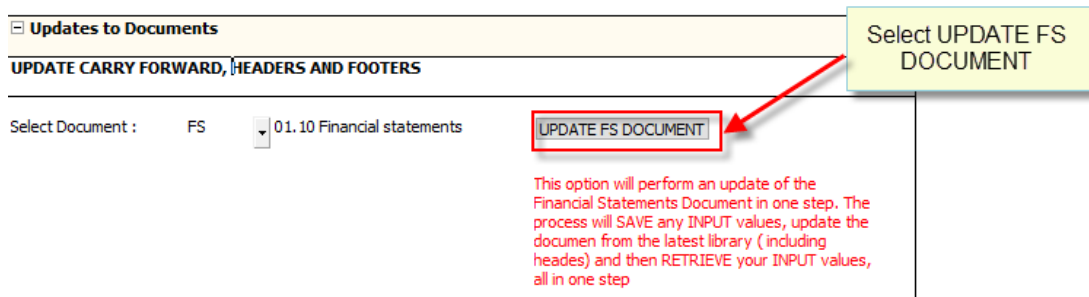 Updates to Documents
Select UPDATE FS
DOCUMENT
UPDATE CARRY FORWARD, HEADERS AND FOOTERS
Select Document : FS 01.10 Financial statements UPDATE FS DOCUMENT
This option will perform an update of the
Financial Statements Document in one step. The
process will SAVE any INPUT values, update the
documen from the latest library ( including
heades) and then RETRIEVE your INPUT values,
all in one step